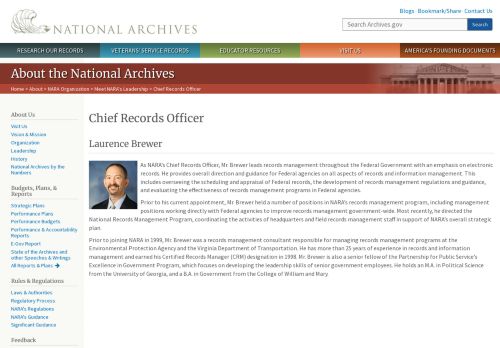 Blogs · Bookmark/Share · Contact Us
NATIONAL ARCHIVES
Search Archives.gov
Search
RESEARCH OUR RECORDS
VETERANS' SERVICE RECORDS
EDUCATOR RESOURCES
VISIT US
AMERICA'S FOUNDING DOCUMENTS
About the National Archives
Home > About > NARA Organization > Meet NARA's Leadership > Chief Records Officer
About Us
Visit Us
Vision & Mission
Organization
Leadership
History
National Archives by the
Numbers
Budgets, Plans, &
Reports
Strategic Plans
Performance Plans
Performance Budgets
Performance & Accountability
Reports
E-Gov Report
State of the Archives and
other Speeches & Writings
All Reports & Plans
Rules & Regulations
Laws & Authorities
Regulatory Process
NARA's Regulations
NARA's Guidance
Significant Guidance
Feedback
Chief Records Officer
Laurence Brewer
As NARA's Chief Records Officer, Mr. Brewer leads records management throughout the Federal Government with an emphasis on electronic
records. He provides overall direction and guidance for Federal agencies on all aspects of records and information management. This
includes overseeing the scheduling and appraisal of Federal records, the development of records management regulations and guidance,
and evaluating the effectiveness of records management programs in Federal agencies.
Prior to his current appointment, Mr. Brewer held a number of positions in NARA's records management program, including management
positions working directly with Federal agencies to improve records management government-wide. Most recently, he directed the
National Records Management Program, coordinating the activities of headquarters and field records management staff in support of NARA's overall strategic
plan.
Prior to joining NARA in 1999, Mr. Brewer was a records management consultant responsible for managing records management programs at the
Environmental Protection Agency and Virginia Department of Transportation. He has more than 25 years of experience in records and information
management and earned his Certified Records Manager (CRM) designation in 1998. Mr. Brewer is also a senior fellow of the Partnership for Public Service's
Excellence in Government Program, which focuses on developing the leadership skills of senior government employees. He holds an M.A. in Political Science
from the University of Georgia, and a B.A. in Government from the College of William and Mary.